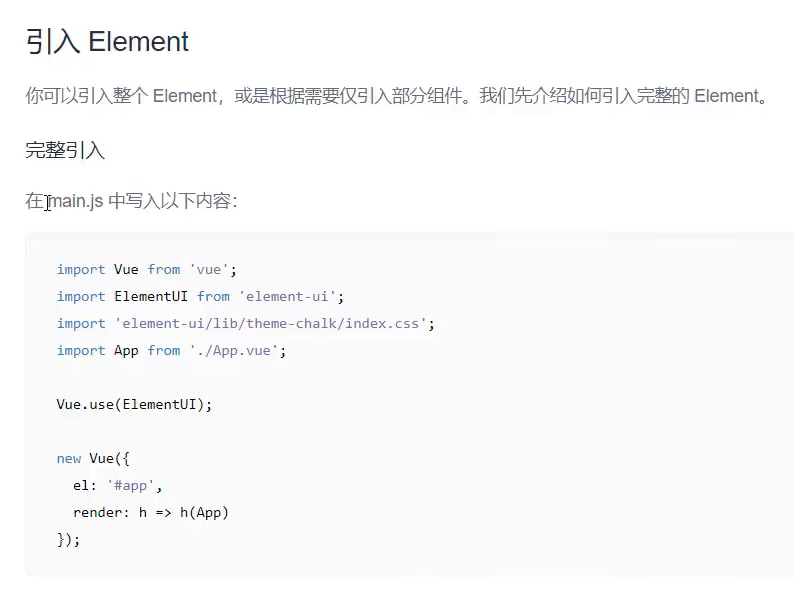 引入 Element
你可以引入整个 Element，或是根据需要仅引入部分组件。我们先介绍如何引入完整的 Element。
完整引入
在 main.js 中写入以下内容：
import Vue from 'vue';
import ElementUI from 'element-ui';
import 'element-ui/lib/theme-chalk/index.css';
import App from './App.vue';
Vue.use(ElementUI);
new Vue({
  el: '#app',
  render: h => h(App)
});